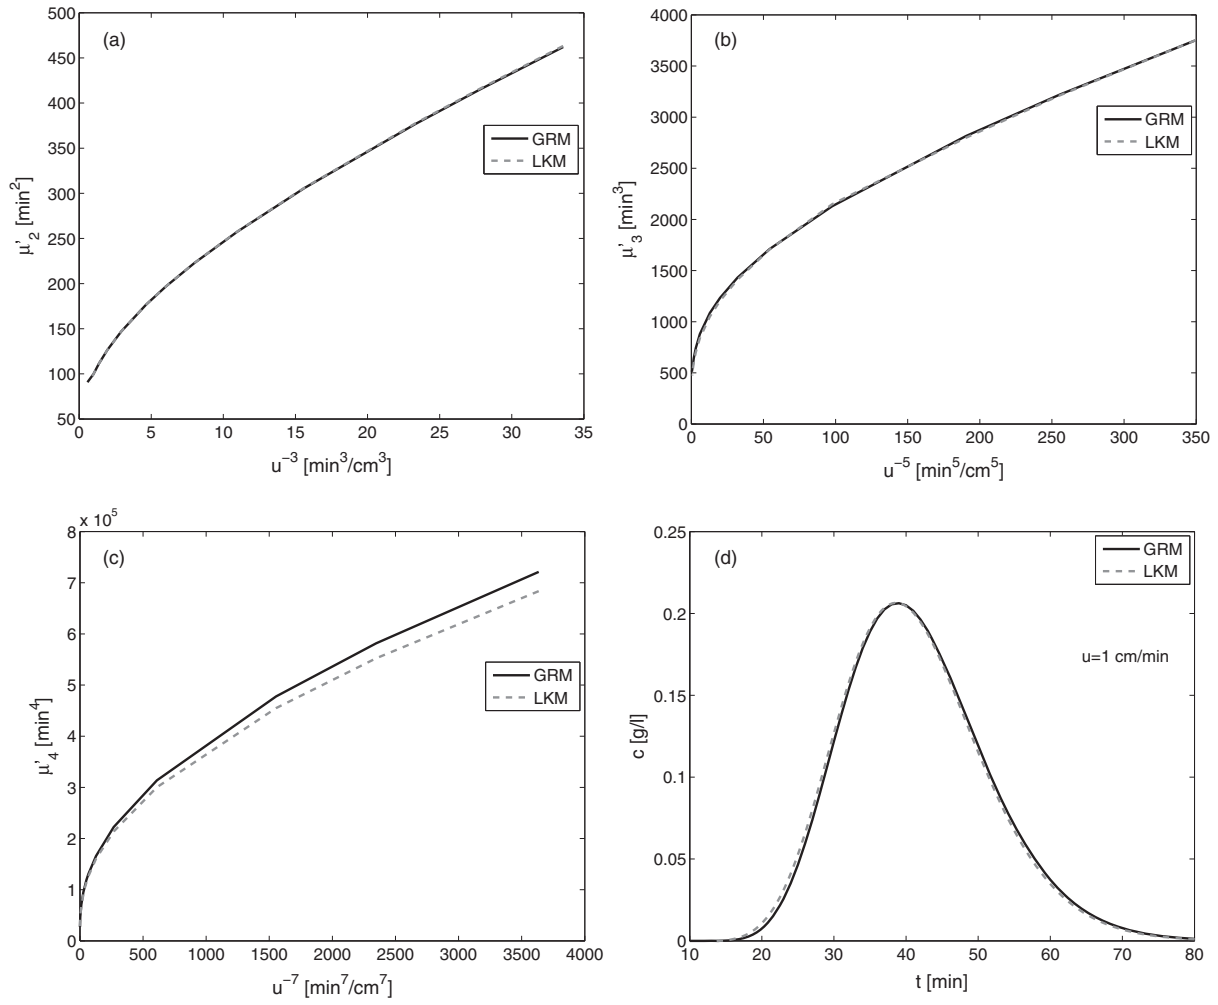 500
450
400
350
300
250
200
150
100
50
(a)
GRM
LKM
μ'₂ [min²]
0 5 10 15 20 25 30 35
u⁻³ [min³/cm³]
4000
3500
3000
2500
2000
1500
1000
500
0
(b)
GRM
LKM
μ'₃ [min³]
0 50 100 150 200 250 300 350
u⁻⁵ [min⁵/cm⁵]
x 10⁵
8
7
6
5
4
3
2
1
0
(c)
GRM
LKM
μ'₄ [min⁴]
0 500 1000 1500 2000 2500 3000 3500 4000
u⁻⁷ [min⁷/cm⁷]
0.25
0.2
0.15
0.1
0.05
0
(d)
GRM
LKM
u=1 cm/min
c [g/l]
10 20 30 40 50 60 70 80
t [min]